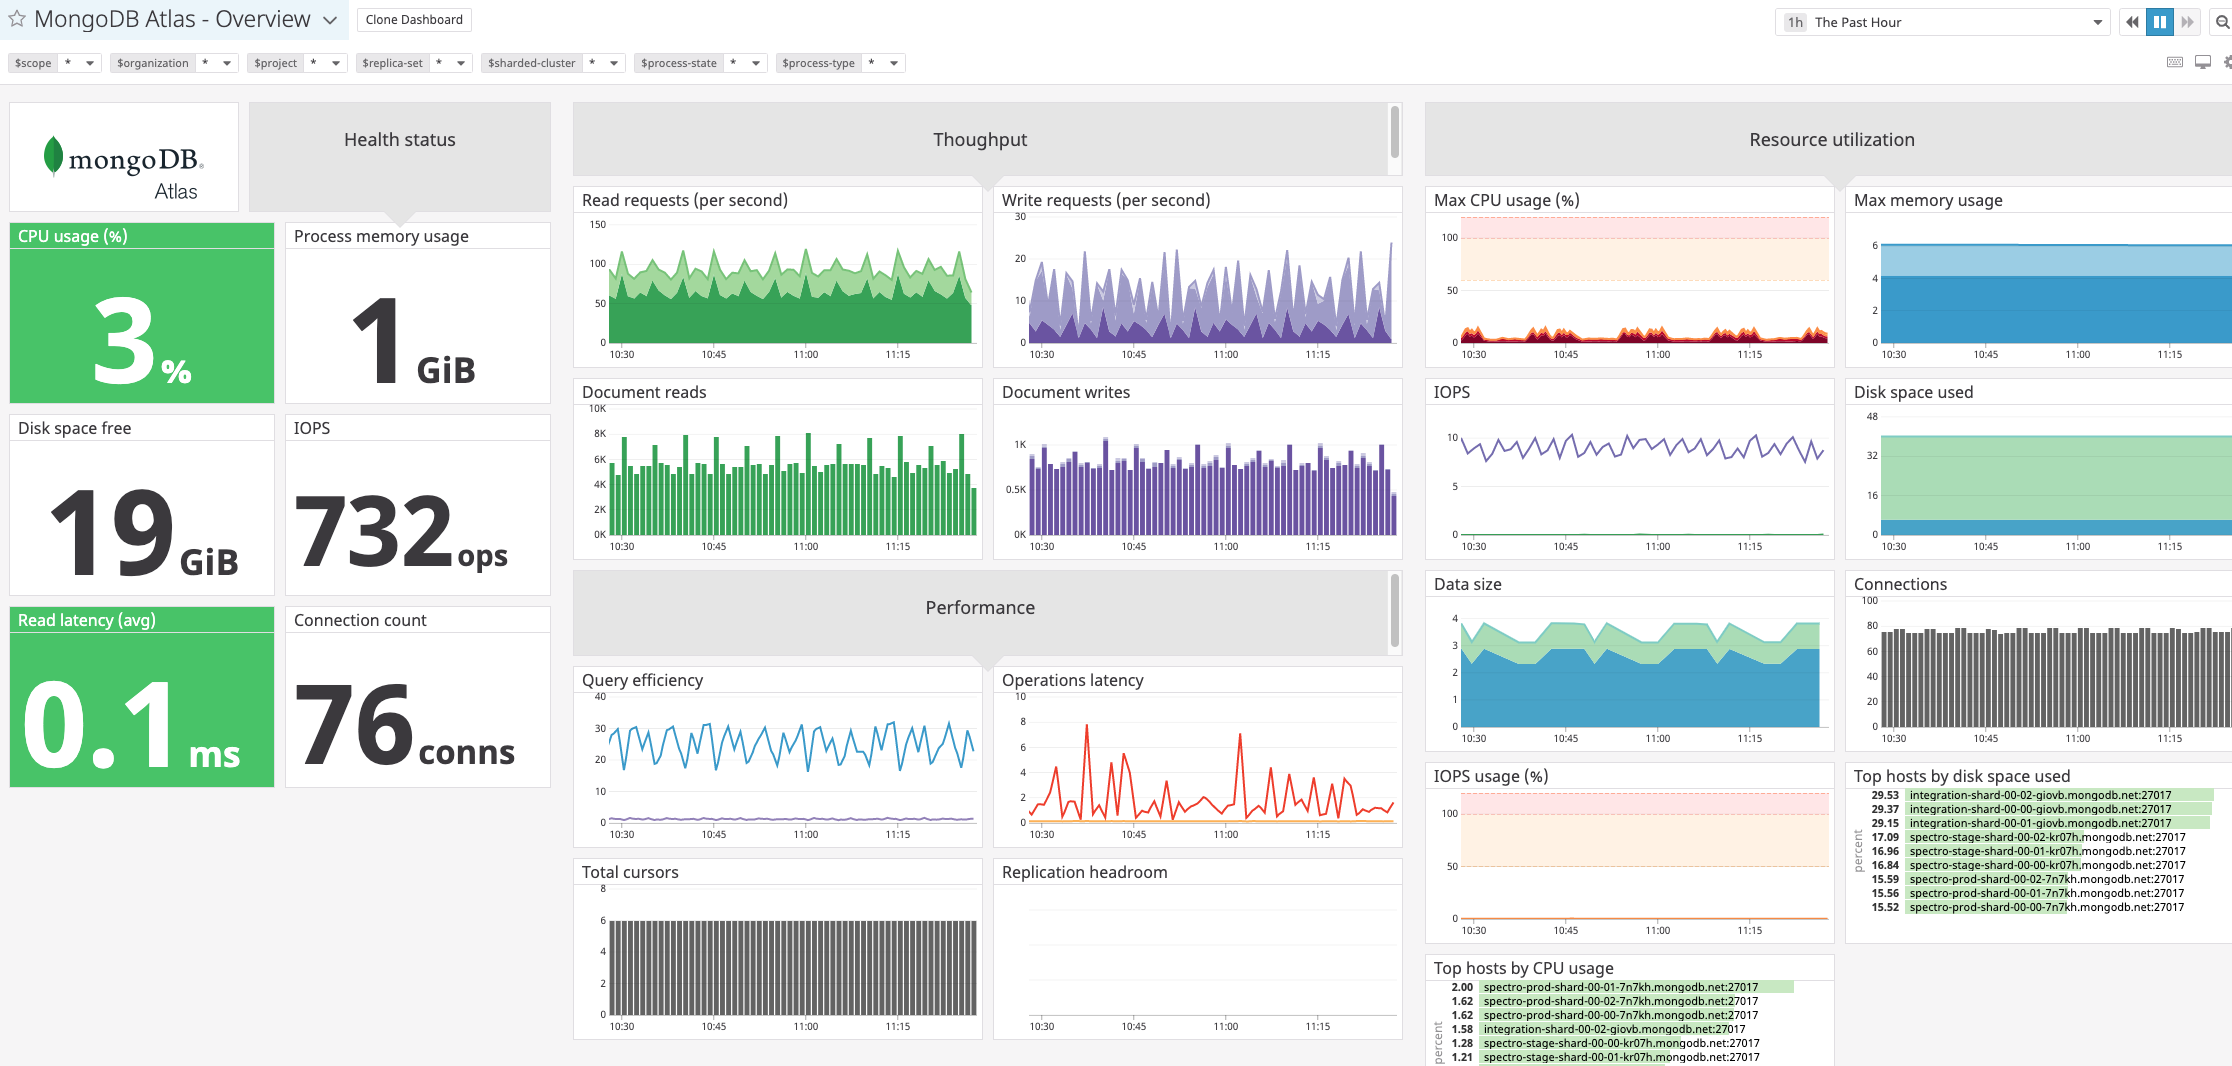 MongoDB Atlas - Overview
Clone Dashboard
1h The Past Hour
$scope *
$organization *
$project *
$replica-set *
$sharded-cluster *
$process-state *
$process-type *
mongoDB®
Atlas
Health status
CPU usage (%)
3 %
Process memory usage
1 GiB
Disk space free
19 GiB
IOPS
732 ops
Read latency (avg)
0.1 ms
Connection count
76 conns
Thoughput
Read requests (per second)
150
100
50
0
10:30 10:45 11:00 11:15
Write requests (per second)
30
20
10
0
10:30 10:45 11:00 11:15
Document reads
10K
8K
6K
4K
2K
0K
10:30 10:45 11:00 11:15
Document writes
1K
0.5K
0K
10:30 10:45 11:00 11:15
Performance
Query efficiency
40
30
20
10
0
10:30 10:45 11:00 11:15
Operations latency
10
8
6
4
2
0
10:30 10:45 11:00 11:15
Total cursors
8
6
4
2
0
10:30 10:45 11:00 11:15
Replication headroom
10:30 10:45 11:00 11:15
Resource utilization
Max CPU usage (%)
100
50
0
10:30 10:45 11:00 11:15
Max memory usage
6
4
2
0
10:30 10:45 11:00 11:15
IOPS
10
5
0
10:30 10:45 11:00 11:15
Disk space used
48
32
16
0
10:30 10:45 11:00 11:15
Data size
4
3
2
1
0
10:30 10:45 11:00 11:15
Connections
100
80
60
40
20
0
10:30 10:45 11:00 11:15
IOPS usage (%)
100
50
0
10:30 10:45 11:00 11:15
Top hosts by disk space used
percent
29.53 integration-shard-00-02-giovb.mongodb.net:27017
29.37 integration-shard-00-00-giovb.mongodb.net:27017
29.15 integration-shard-00-01-giovb.mongodb.net:27017
17.09 spectro-stage-shard-00-02-kr07h.mongodb.net:27017
16.96 spectro-stage-shard-00-01-kr07h.mongodb.net:27017
16.84 spectro-stage-shard-00-00-kr07h.mongodb.net:27017
15.59 spectro-prod-shard-00-02-7n7kh.mongodb.net:27017
15.56 spectro-prod-shard-00-01-7n7kh.mongodb.net:27017
15.52 spectro-prod-shard-00-00-7n7kh.mongodb.net:27017
Top hosts by CPU usage
percent
2.00 spectro-prod-shard-00-01-7n7kh.mongodb.net:27017
1.62 spectro-prod-shard-00-02-7n7kh.mongodb.net:27017
1.62 spectro-prod-shard-00-00-7n7kh.mongodb.net:27017
1.58 integration-shard-00-02-giovb.mongodb.net:27017
1.28 spectro-stage-shard-00-00-kr07h.mongodb.net:27017
1.21 spectro-stage-shard-00-01-kr07h.mongodb.net:27017